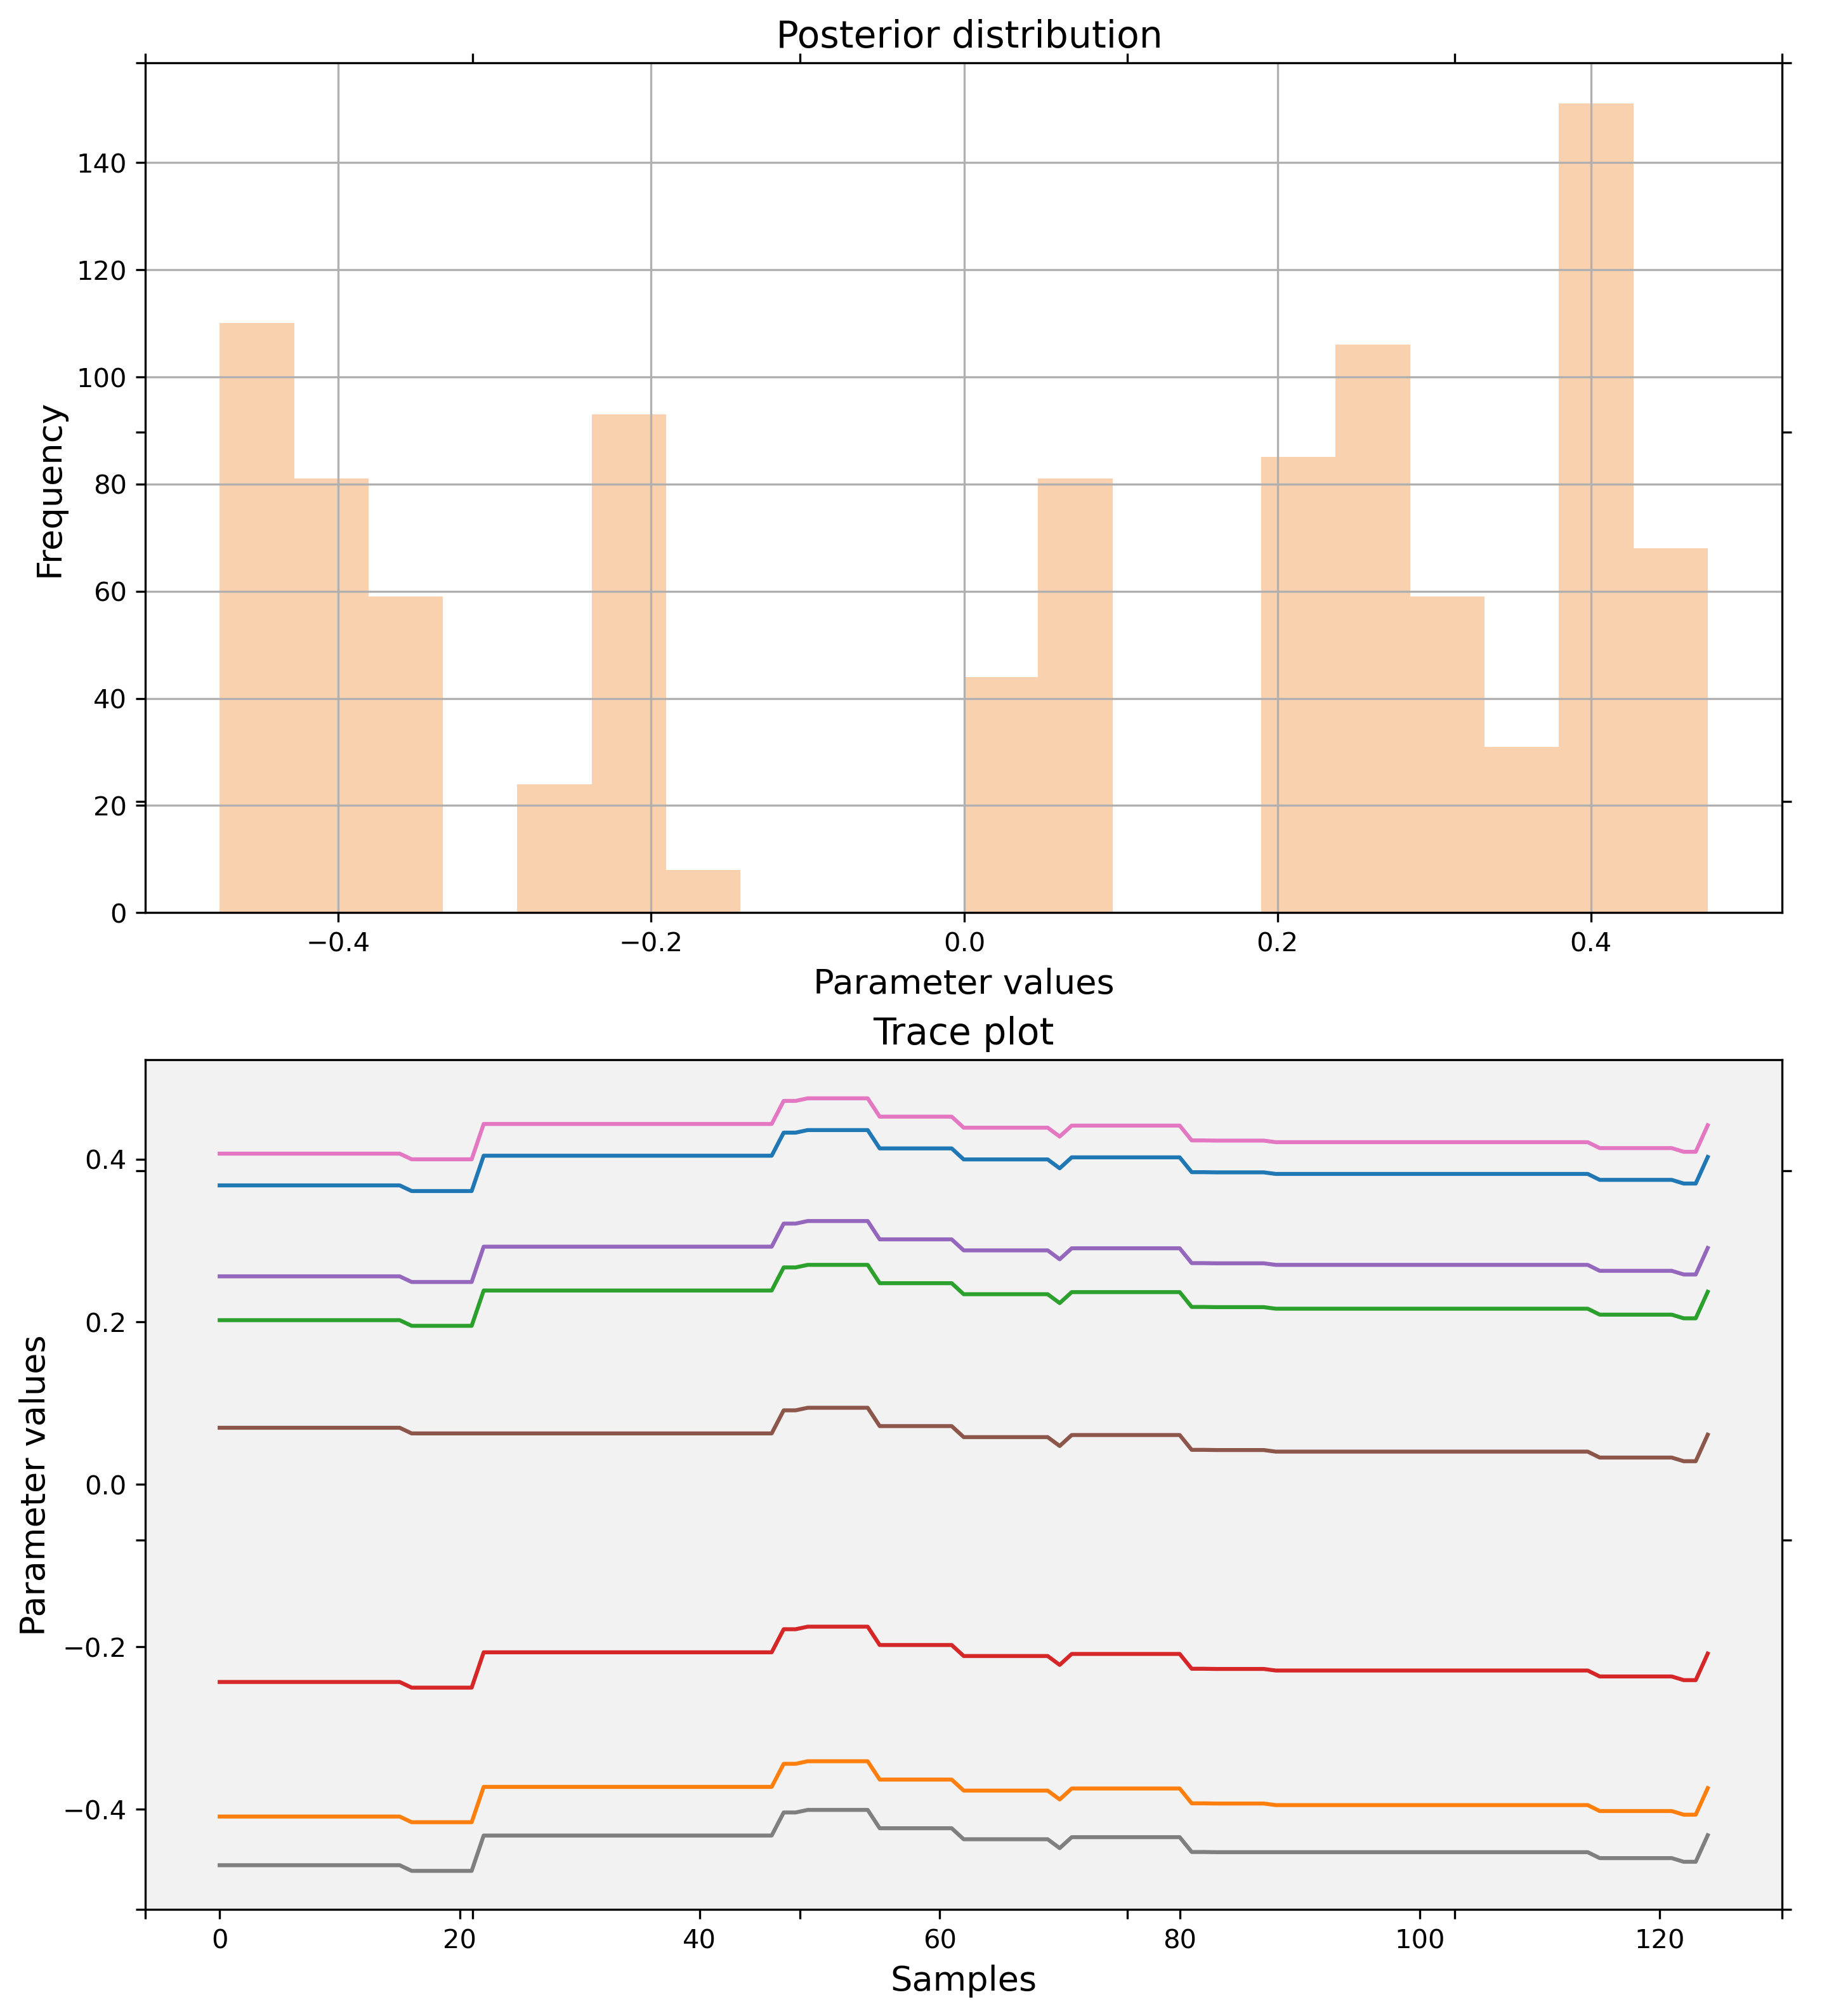 Posterior distribution
140
120
100
80
60
40
20
0
Frequency
−0.4 −0.2 0.0 0.2 0.4
Parameter values
Trace plot
0.4
0.2
0.0
−0.2
−0.4
Parameter values
0 20 40 60 80 100 120
Samples